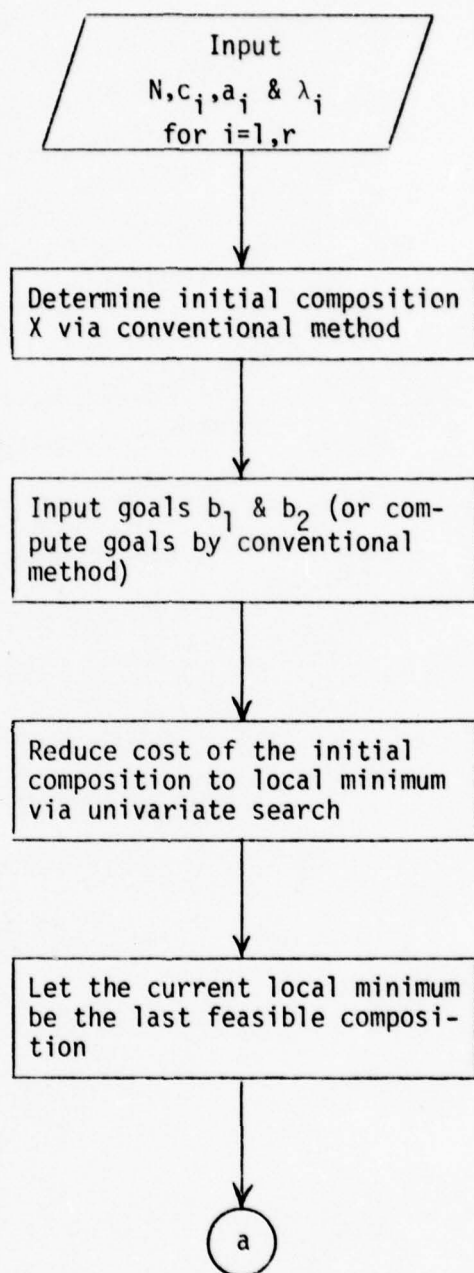 Input
N,c_i,a_i & λ_i
for i=1,r
Determine initial composition
X via conventional method
Input goals b_1 & b_2 (or com-
pute goals by conventional
method)
Reduce cost of the initial
composition to local minimum
via univariate search
Let the current local minimum
be the last feasible composi-
tion
a